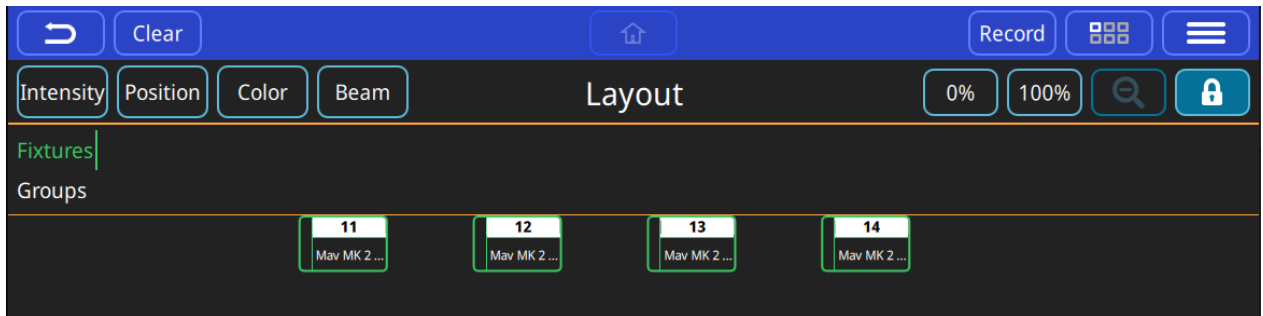 Clear
Record
Intensity Position Color Beam Layout 0% 100%
Fixtures
Groups
11 12 13 14
Mav MK 2 ... Mav MK 2 ... Mav MK 2 ... Mav MK 2 ...